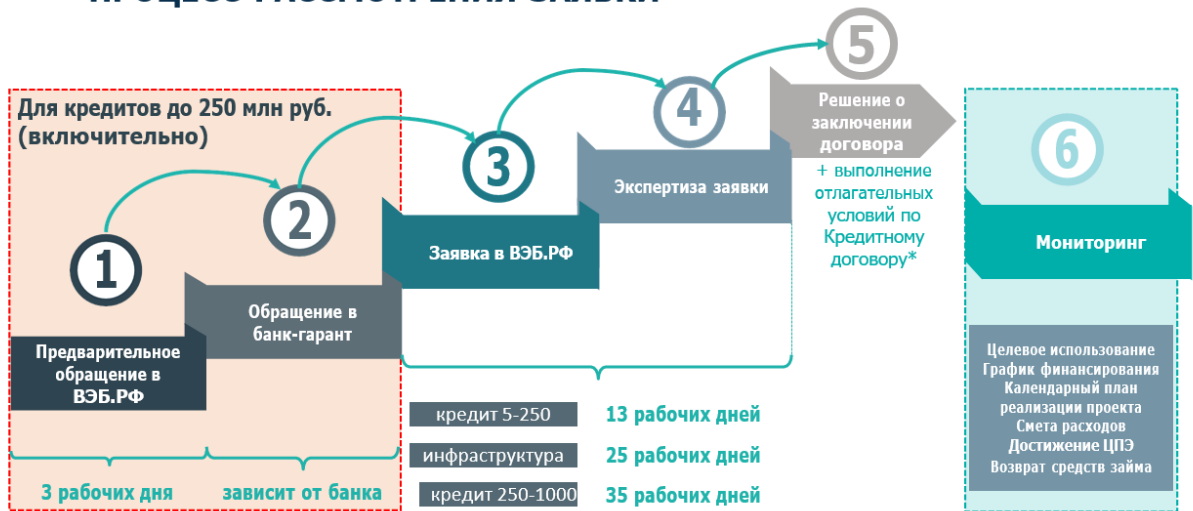 ПРОЦЕСС РАССМОТРЕНИЯ ЗАЯВКИ
Для кредитов до 250 млн руб.
(включительно)
1
Предварительное
обращение в
ВЭБ.РФ
3 рабочих дня
2
Обращение в
банк-гарант
зависит от банка
3
Заявка в ВЭБ.РФ
4
Экспертиза заявки
кредит 5-250
13 рабочих дней
инфраструктура
25 рабочих дней
кредит 250-1000
35 рабочих дней
5
Решение о
заключении
договора
+ выполнение
отлагательных
условий по
Кредитному
договору*
6
Мониторинг
Целевое использование
График финансирования
Календарный план
реализации проекта
Смета расходов
Достижение ЦПЭ
Возврат средств займа